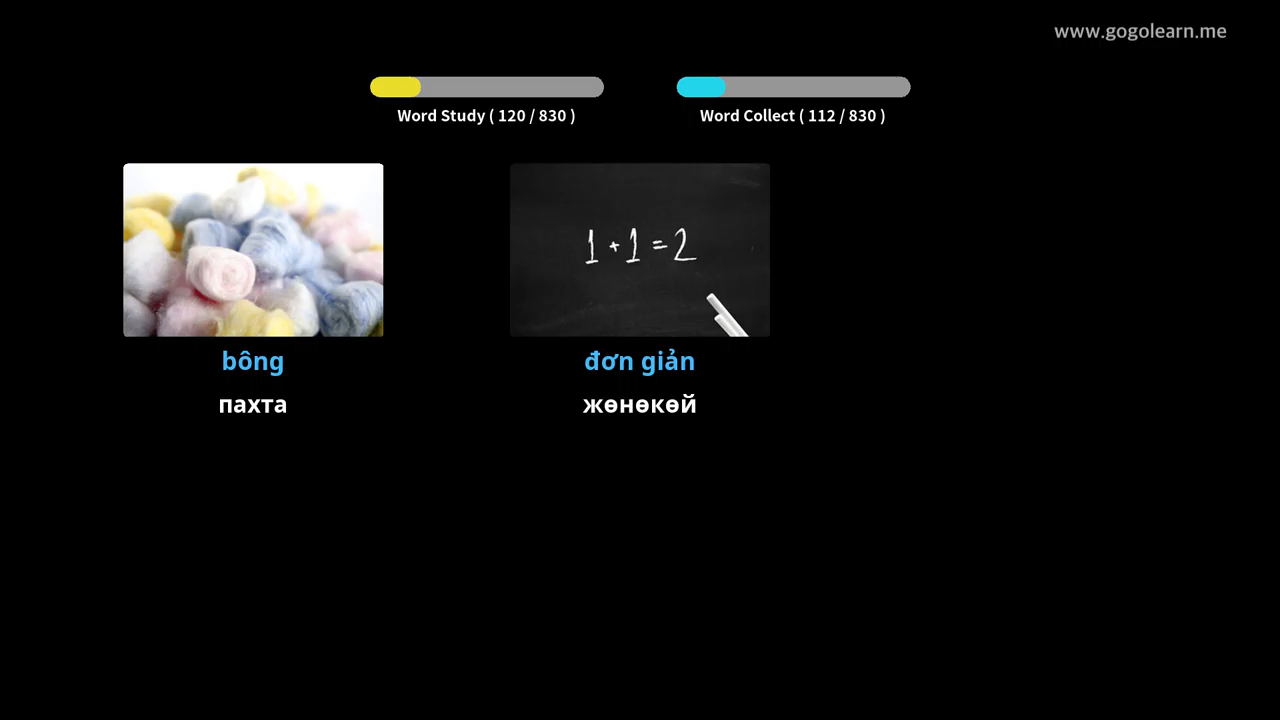 www.gogolearn.me
Word Study ( 120 / 830 )
Word Collect ( 112 / 830 )
1 + 1 = 2
bông
đơn giản
пахта
жөнөкөй